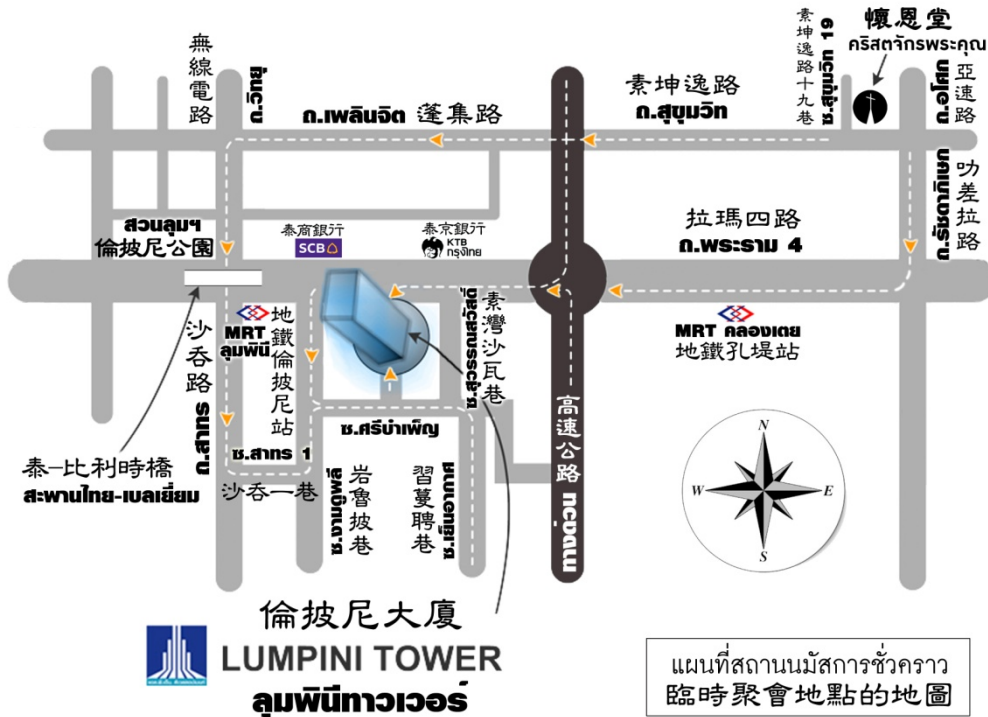 無線電路
ถ.วิทยุ
ถ.เพลินจิต 蓬集路
素坤逸路
ถ.สุขุมวิท
素坤逸路十九巷
ซ.สุขุมวิท 19
懷恩堂
คริสตจักรพระคุณ
ถ.อโศก
亞速路
ถ.รัชดาภิเษก
叻差拉路
สวนลุมฯ
倫披尼公園
泰商銀行
SCB
泰京銀行
KTB
กรุงไทย
拉瑪四路
ถ.พระราม 4
MRT
ลุมพินี
地鐵倫披尼站
ซ.สุวรรณสวัสดิ์
素灣沙瓦巷
MRT คลองเตย
地鐵孔堤站
沙吞路
ถ.สาทร
ซ.ศรีบำเพ็ญ
高速公路
ทางด่วน
泰-比利時橋
สะพานไทย-เบลเยี่ยม
ซ.สาทร 1
沙吞一巷
ซ.งามดูพลี
岩魯披巷
習蔓聘巷
N
W
E
S
倫披尼大廈
LUMPINI TOWER
ลุมพินีทาวเวอร์
แผนที่สถานนมัสการชั่วคราว
臨時聚會地點的地圖